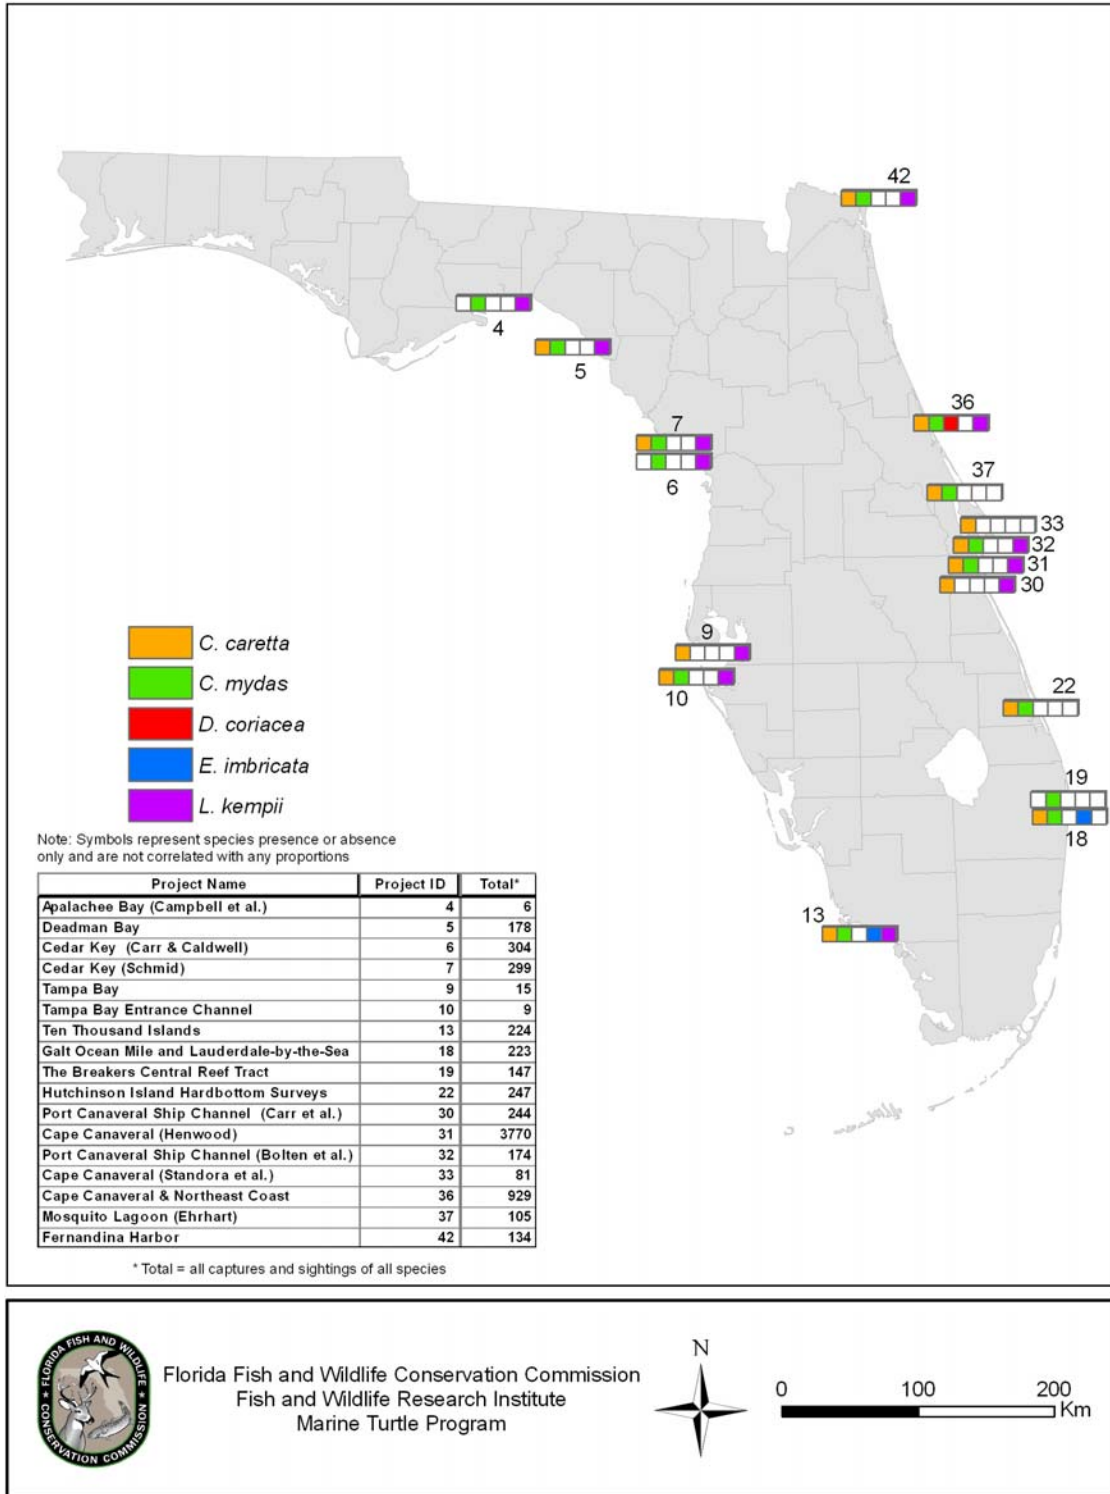 42
4
5
36
7
37
6
33
32
31
30
9
10
22
19
18
13
C. caretta
C. mydas
D. coriacea
E. imbricata
L. kempii
Note: Symbols represent species presence or absence
only and are not correlated with any proportions
Project Name Project ID Total*
Apalachee Bay (Campbell et al.) 4 6
Deadman Bay 5 178
Cedar Key (Carr & Caldwell) 6 304
Cedar Key (Schmid) 7 299
Tampa Bay 9 15
Tampa Bay Entrance Channel 10 9
Ten Thousand Islands 13 224
Galt Ocean Mile and Lauderdale-by-the-Sea 18 223
The Breakers Central Reef Tract 19 147
Hutchinson Island Hardbottom Surveys 22 247
Port Canaveral Ship Channel (Carr et al.) 30 244
Cape Canaveral (Henwood) 31 3770
Port Canaveral Ship Channel (Bolten et al.) 32 174
Cape Canaveral (Standora et al.) 33 81
Cape Canaveral & Northeast Coast 36 929
Mosquito Lagoon (Ehrhart) 37 105
Fernandina Harbor 42 134
* Total = all captures and sightings of all species
FLORIDA FISH AND WILDLIFE
CONSERVATION COMMISSION
Florida Fish and Wildlife Conservation Commission
Fish and Wildlife Research Institute
Marine Turtle Program
N
0 100 200
Km